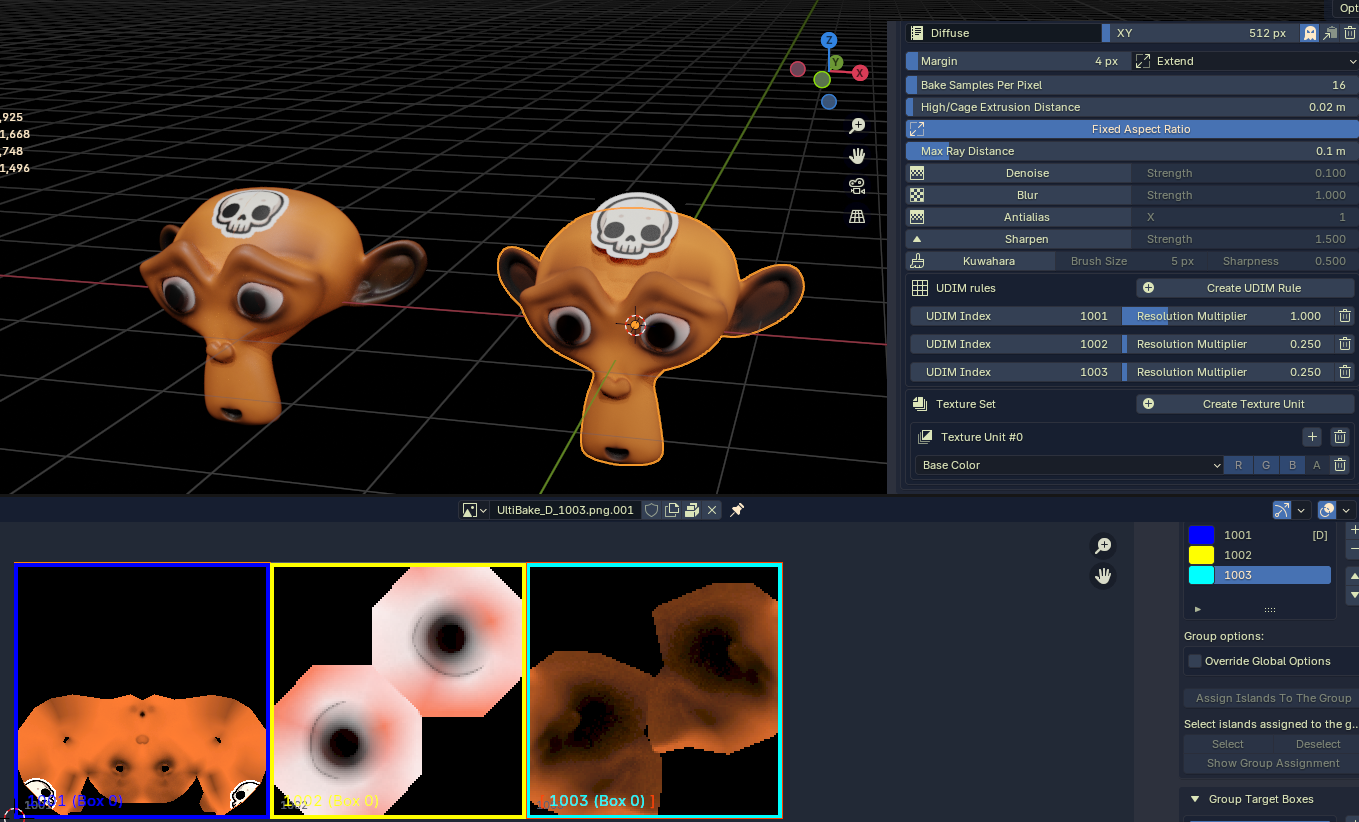 Opt
Diffuse XY 512 px
Margin 4 px Extend
Bake Samples Per Pixel 16
High/Cage Extrusion Distance 0.02 m
Fixed Aspect Ratio
Max Ray Distance 0.1 m
Denoise Strength 0.100
Blur Strength 1.000
Antialias X 1
Sharpen Strength 1.500
Kuwahara Brush Size 5 px Sharpness 0.500
UDIM rules Create UDIM Rule
UDIM Index 1001 Resolution Multiplier 1.000
UDIM Index 1002 Resolution Multiplier 0.250
UDIM Index 1003 Resolution Multiplier 0.250
Texture Set Create Texture Unit
Texture Unit #0
Base Color R G B A
,925
1,668
,748
1,496
Z
Y
X
UltiBake_D_1003.png.001
1001 [D]
1002
1003
Group options:
Override Global Options
Assign Islands To The Group
Select islands assigned to the g..
Select Deselect
Show Group Assignment
Group Target Boxes
1001 (Box 0)
1002 (Box 0)
1003 (Box 0)